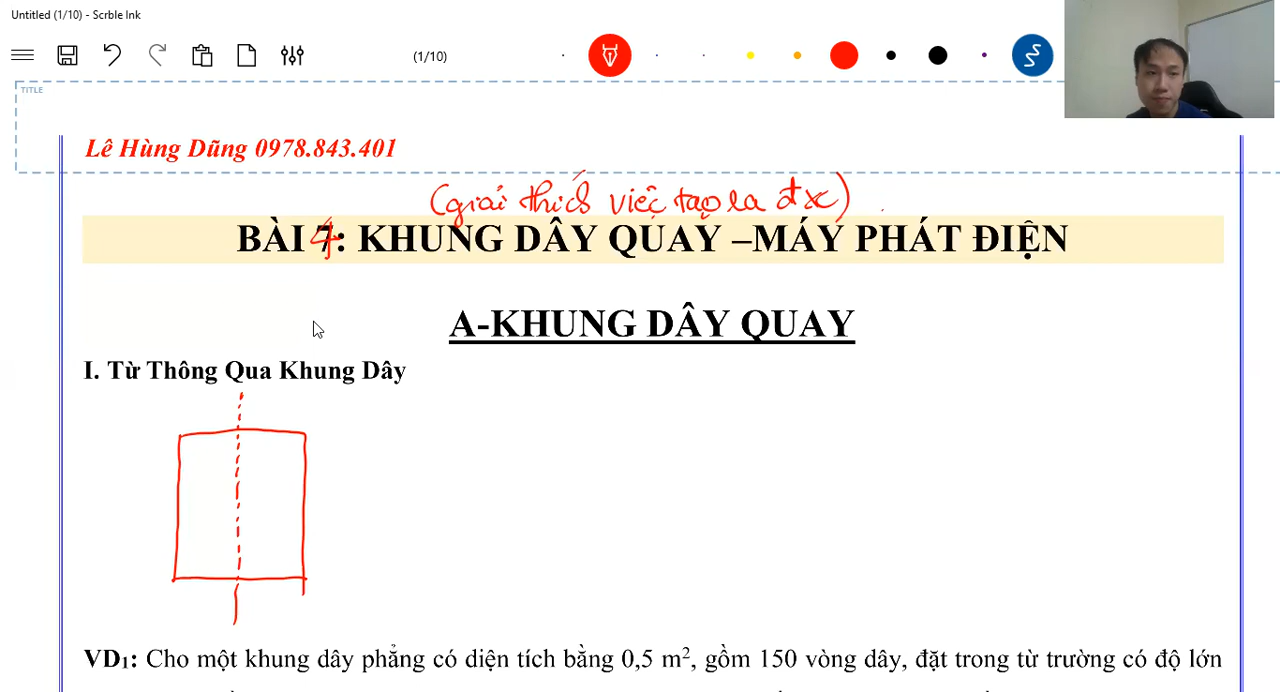 Untitled (1/10) - Scrble Ink
(1/10)
TITLE
Lê Hùng Dũng 0978.843.401
(giải thích việc tạo ra đx)
BÀI 4: KHUNG DÂY QUAY –MÁY PHÁT ĐIỆN
A-KHUNG DÂY QUAY
I. Từ Thông Qua Khung Dây
VD1: Cho một khung dây phẳng có diện tích bằng 0,5 m², gồm 150 vòng dây, đặt trong từ trường có độ lớn